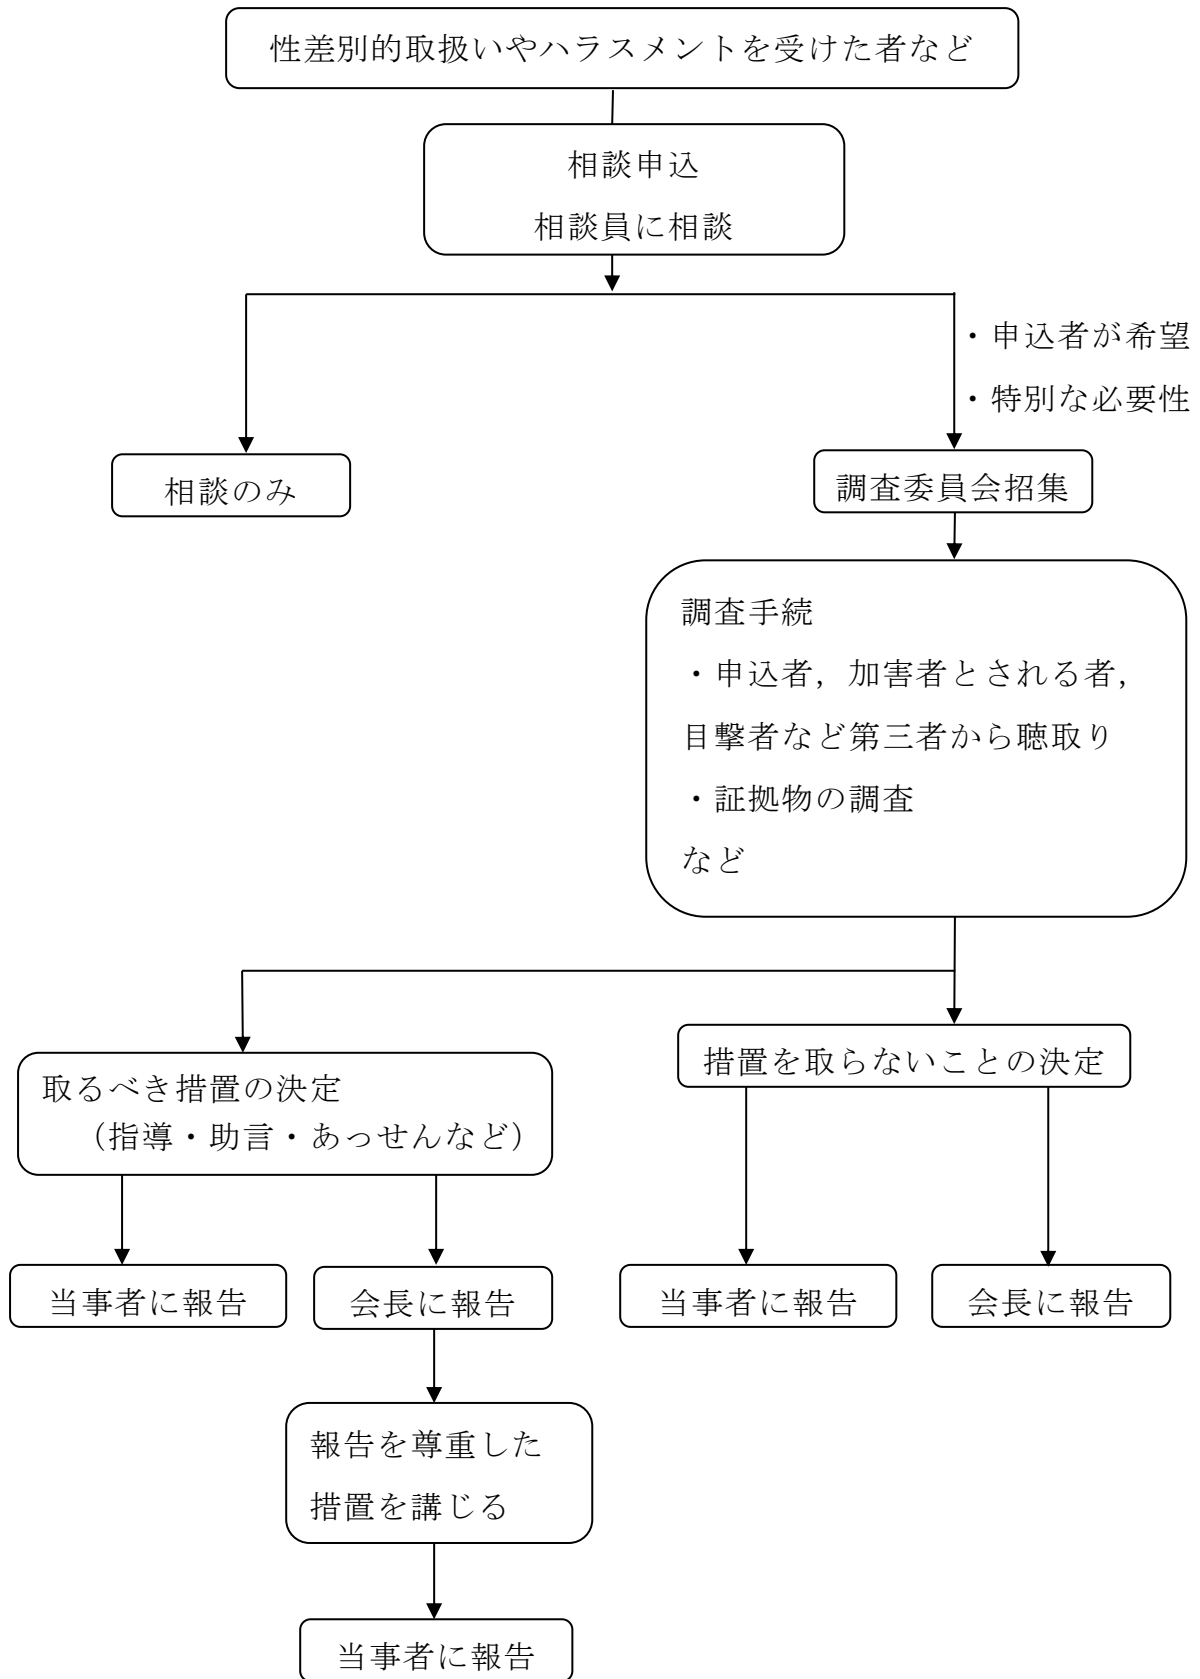 性差別的取扱いやハラスメントを受けた者など
相談申込
相談員に相談
・申込者が希望
・特別な必要性
相談のみ
調査委員会招集
調査手続
・申込者，加害者とされる者，
目撃者など第三者から聴取り
・証拠物の調査
など
取るべき措置の決定
（指導・助言・あっせんなど）
措置を取らないことの決定
当事者に報告
会長に報告
当事者に報告
会長に報告
報告を尊重した
措置を講じる
当事者に報告